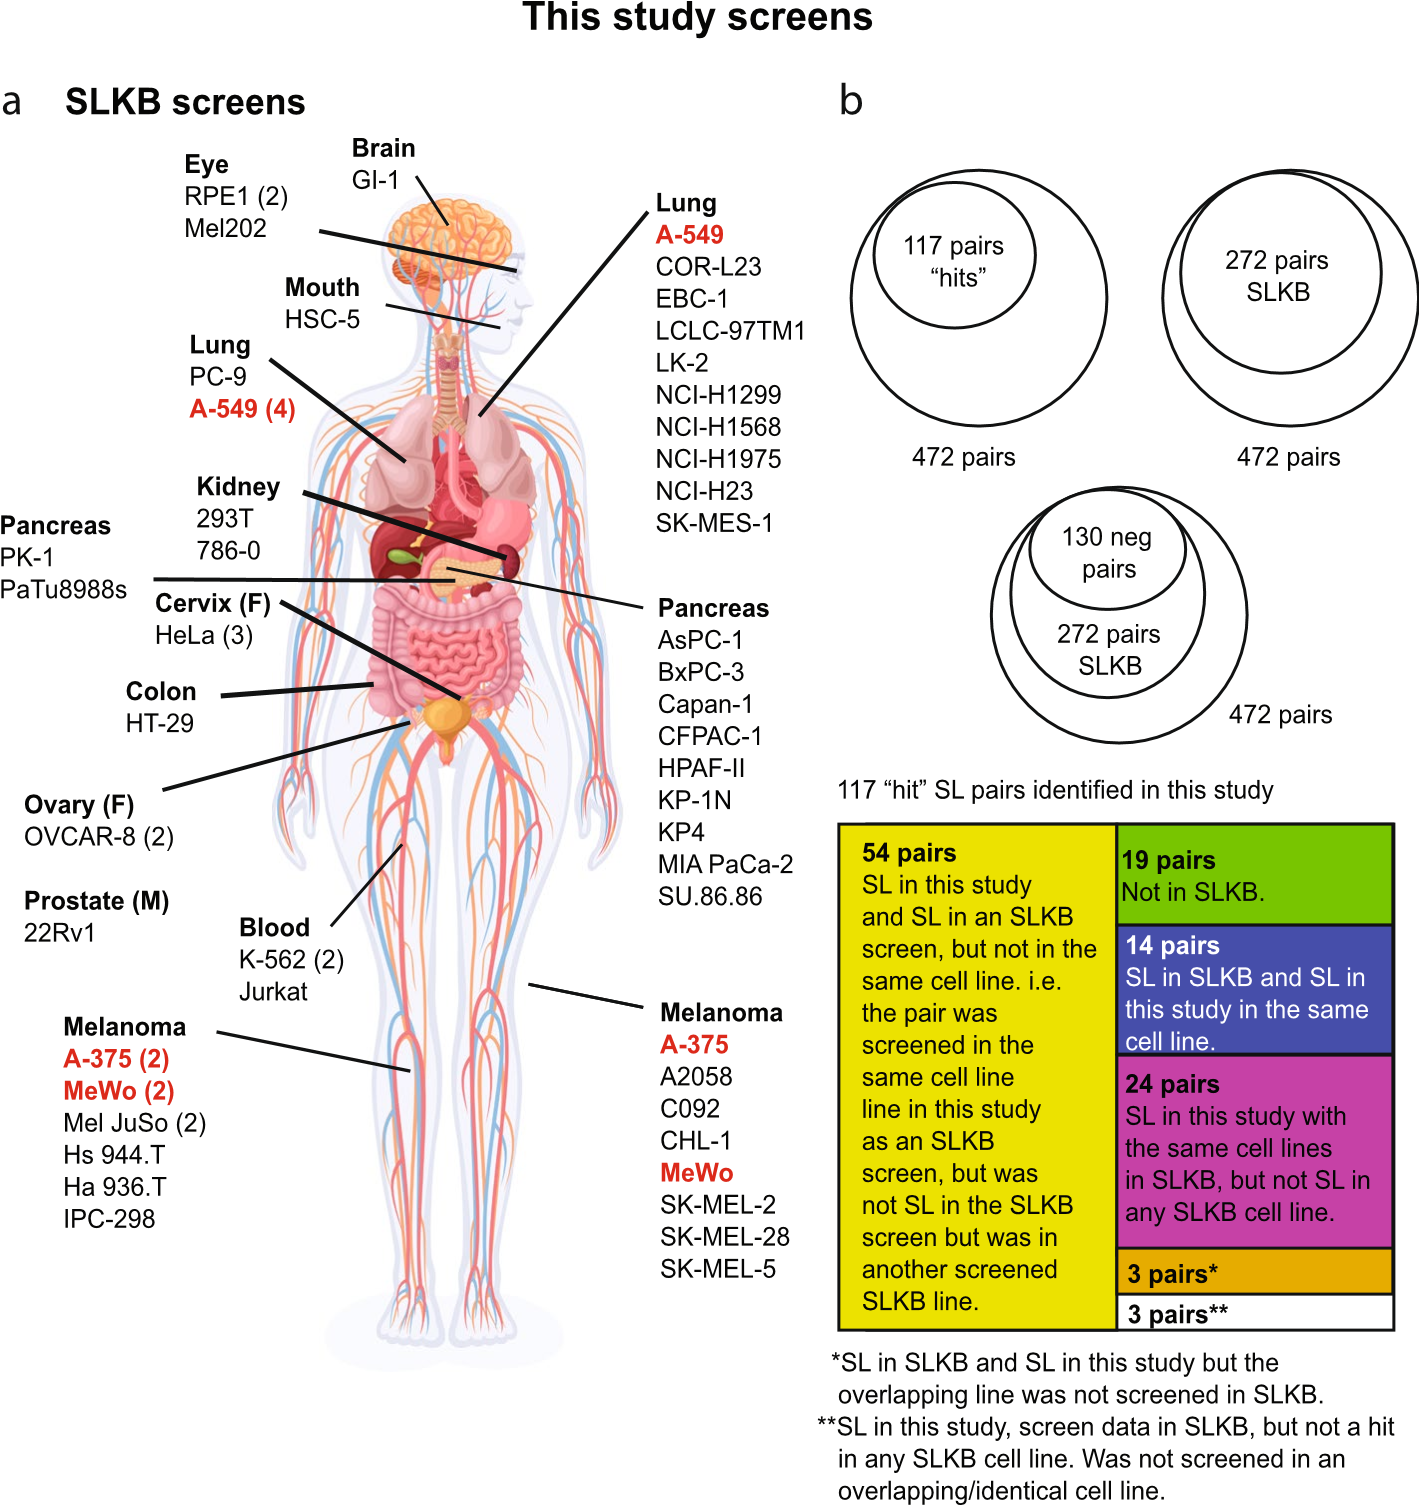 This study screens
a
SLKB screens
Eye
RPE1 (2)
Mel202
Brain
GI-1
Mouth
HSC-5
Lung
PC-9
A-549 (4)
Kidney
293T
786-0
Pancreas
PK-1
PaTu8988s
Cervix (F)
HeLa (3)
Colon
HT-29
Ovary (F)
OVCAR-8 (2)
Prostate (M)
22Rv1
Blood
K-562 (2)
Jurkat
Melanoma
A-375 (2)
MeWo (2)
Mel JuSo (2)
Hs 944.T
Ha 936.T
IPC-298
Lung
A-549
COR-L23
EBC-1
LCLC-97TM1
LK-2
NCI-H1299
NCI-H1568
NCI-H1975
NCI-H23
SK-MES-1
Pancreas
AsPC-1
BxPC-3
Capan-1
CFPAC-1
HPAF-II
KP-1N
KP4
MIA PaCa-2
SU.86.86
Melanoma
A-375
A2058
C092
CHL-1
MeWo
SK-MEL-2
SK-MEL-28
SK-MEL-5
b
117 pairs
“hits”
472 pairs
272 pairs
SLKB
472 pairs
130 neg
pairs
272 pairs
SLKB
472 pairs
117 “hit” SL pairs identified in this study
54 pairs
SL in this study
and SL in an SLKB
screen, but not in the
same cell line. i.e.
the pair was
screened in the
same cell line
line in this study
as an SLKB
screen, but was
not SL in the SLKB
screen but was in
another screened
SLKB line.
19 pairs
Not in SLKB.
14 pairs
SL in SLKB and SL in
this study in the same
cell line.
24 pairs
SL in this study with
the same cell lines
in SLKB, but not SL in
any SLKB cell line.
3 pairs*
3 pairs**
*SL in SLKB and SL in this study but the
overlapping line was not screened in SLKB.
**SL in this study, screen data in SLKB, but not a hit
in any SLKB cell line. Was not screened in an
overlapping/identical cell line.